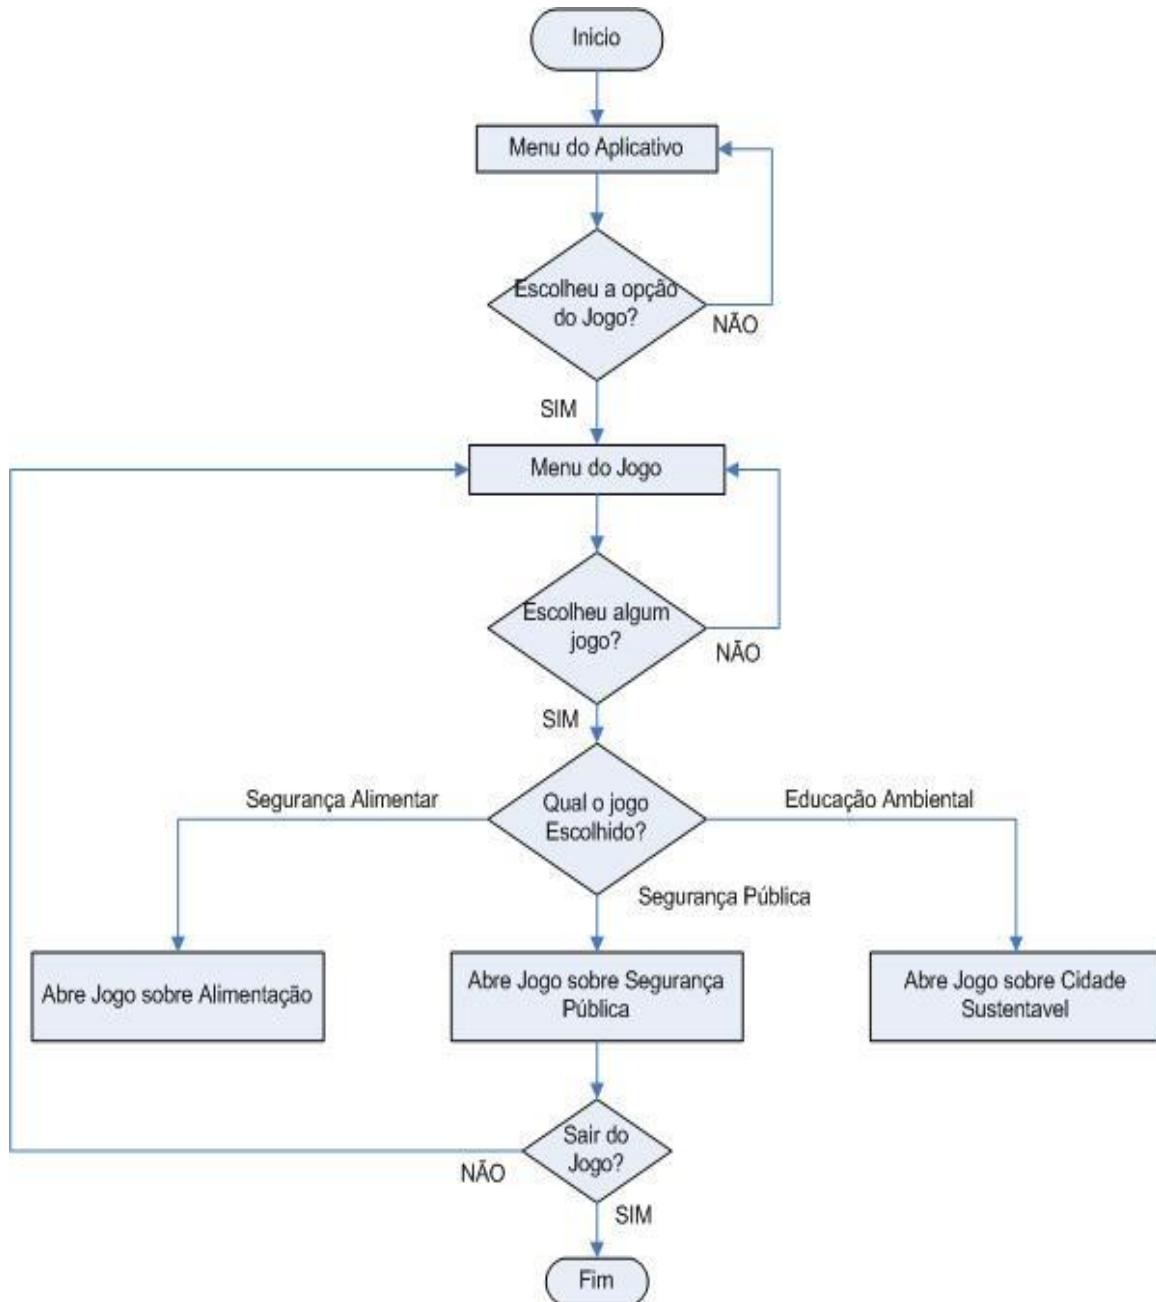 Inicio
Menu do Aplicativo
Escolheu a opção
do Jogo?
NÃO
SIM
Menu do Jogo
Escolheu algum
jogo?
NÃO
SIM
Segurança Alimentar
Qual o jogo
Escolhido?
Educação Ambiental
Segurança Pública
Abre Jogo sobre Alimentação
Abre Jogo sobre Segurança
Pública
Abre Jogo sobre Cidade
Sustentavel
Sair do
Jogo?
NÃO
SIM
Fim